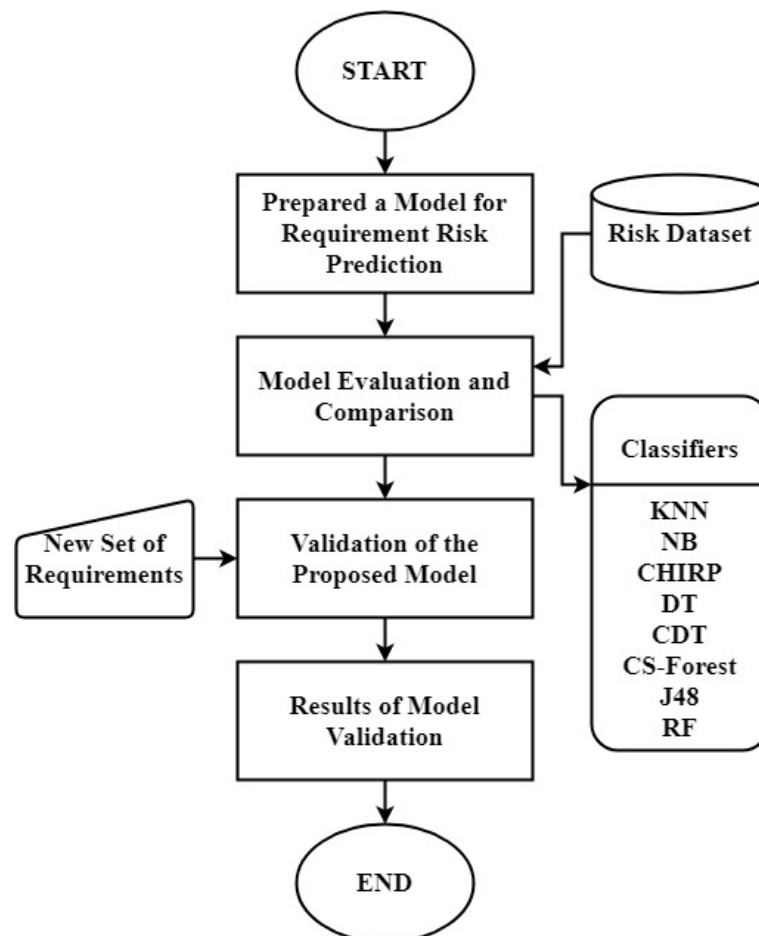 START
Prepared a Model for
Requirement Risk
Prediction
Risk Dataset
Model Evaluation and
Comparison
Classifiers
KNN
NB
CHIRP
DT
CDT
CS-Forest
J48
RF
New Set of
Requirements
Validation of the
Proposed Model
Results of Model
Validation
END